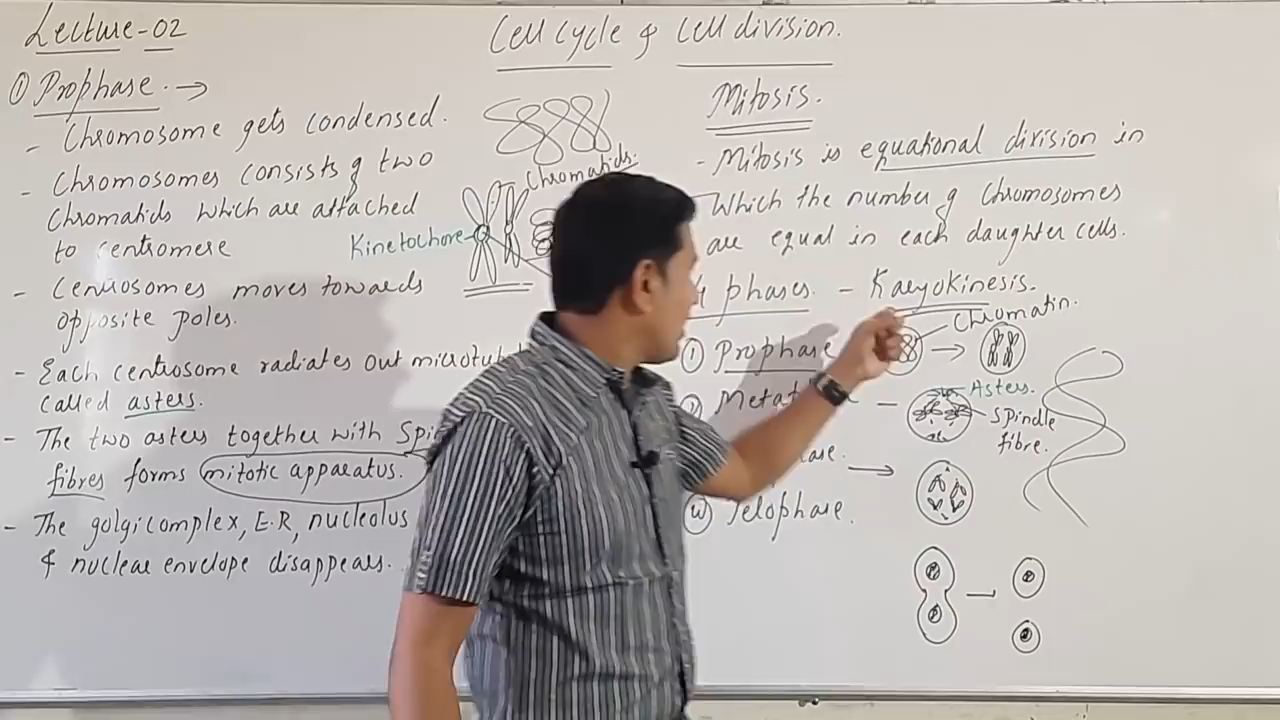 Lecture-02
Cell cycle & cell division.
① Prophase. →
- Chromosome gets condensed.
- Chromosomes consists of two
chromatids which are attached
to centromere
- Centrosomes moves towards
opposite poles.
- Each centrosome radiates out
called asters.
- The two asters together with
fibres forms mitotic apparatus.
- The golgicomplex, E.R, nucleolus
& nuclear envelope disappears.
Chromatids.
Kinetochore
Mitosis.
- Mitosis is equational division in
which the number of chromosomes
are equal in each daughter cells.
4 phases. - Karyokinesis.
① Prophase
Chromatin.
Asters.
Spindle
fibre.
Telophase.